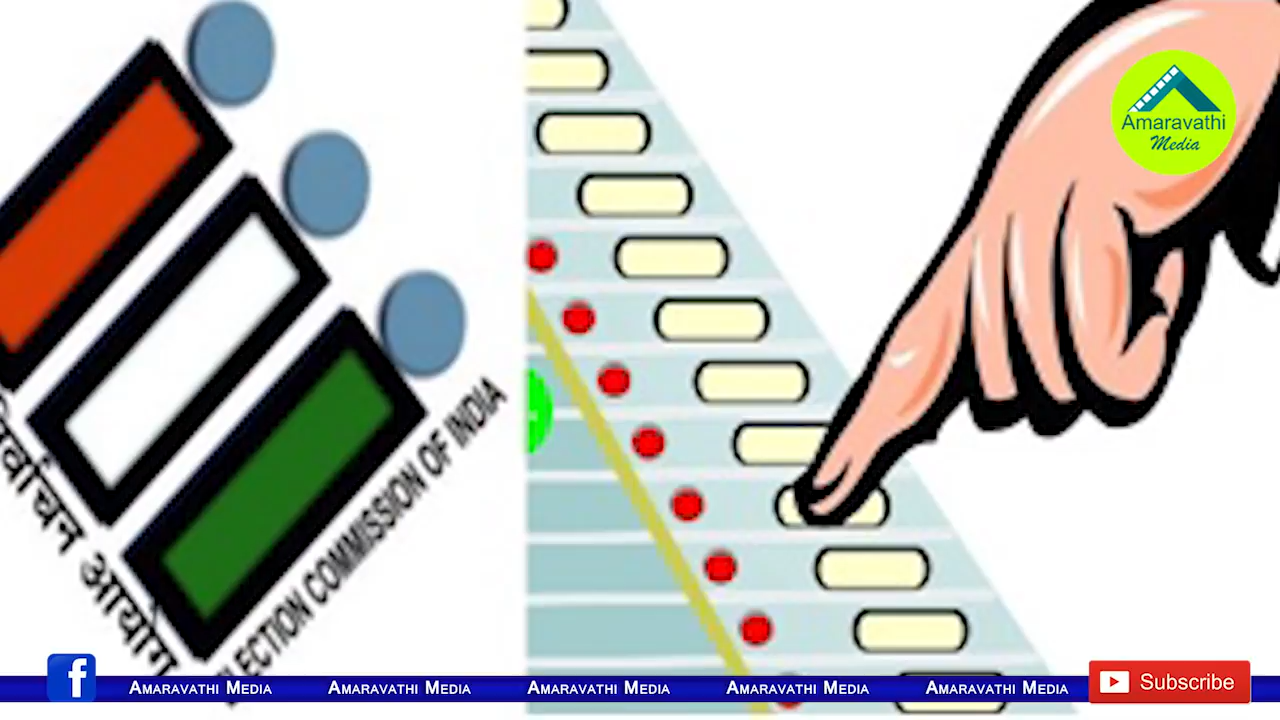 Amaravathi
Media
निर्वाचन आयोग
ELECTION COMMISSION OF INDIA
f
AMARAVATHI MEDIA AMARAVATHI MEDIA AMARAVATHI MEDIA AMARAVATHI MEDIA AMARAVATHI MEDIA
Subscribe